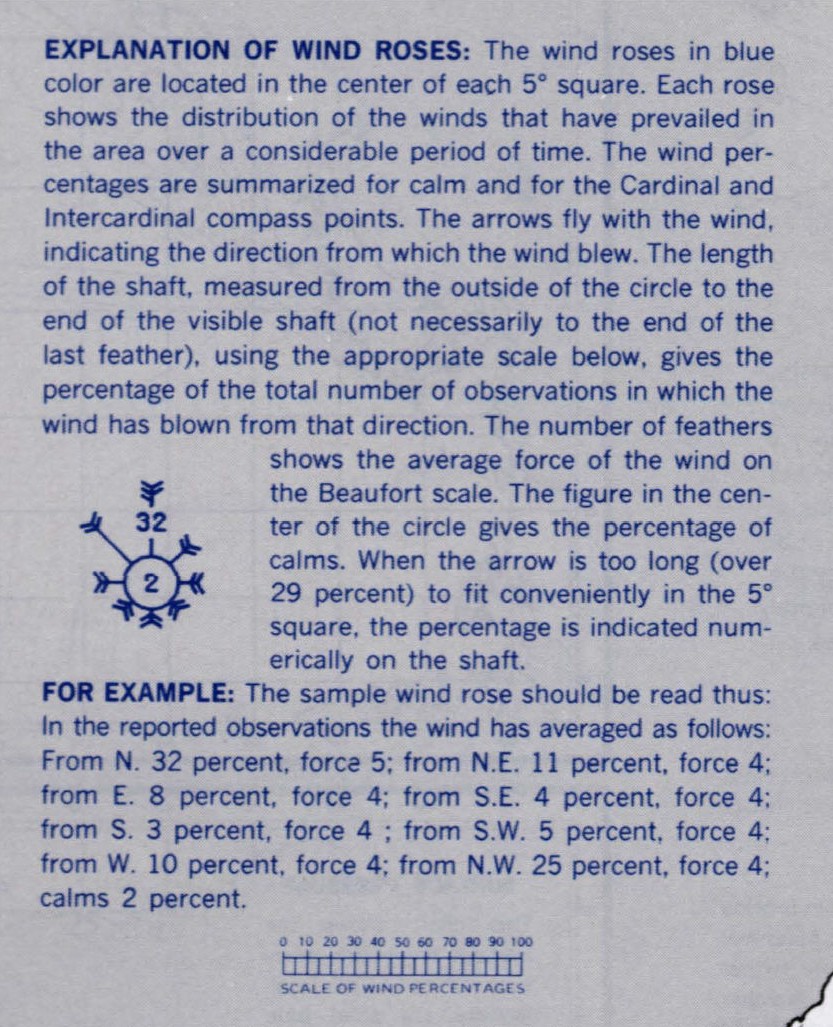 EXPLANATION OF WIND ROSES: The wind roses in blue
color are located in the center of each 5° square. Each rose
shows the distribution of the winds that have prevailed in
the area over a considerable period of time. The wind per-
centages are summarized for calm and for the Cardinal and
Intercardinal compass points. The arrows fly with the wind,
indicating the direction from which the wind blew. The length
of the shaft, measured from the outside of the circle to the
end of the visible shaft (not necessarily to the end of the
last feather), using the appropriate scale below, gives the
percentage of the total number of observations in which the
wind has blown from that direction. The number of feathers
shows the average force of the wind on
the Beaufort scale. The figure in the cen-
ter of the circle gives the percentage of
calms. When the arrow is too long (over
29 percent) to fit conveniently in the 5°
square, the percentage is indicated num-
erically on the shaft.
32
2
FOR EXAMPLE: The sample wind rose should be read thus:
In the reported observations the wind has averaged as follows:
From N. 32 percent, force 5; from N.E. 11 percent, force 4;
from E. 8 percent, force 4; from S.E. 4 percent, force 4;
from S. 3 percent, force 4 ; from S.W. 5 percent, force 4;
from W. 10 percent, force 4; from N.W. 25 percent, force 4;
calms 2 percent.
0 10 20 30 40 50 60 70 80 90 100
SCALE OF WIND PERCENTAGES